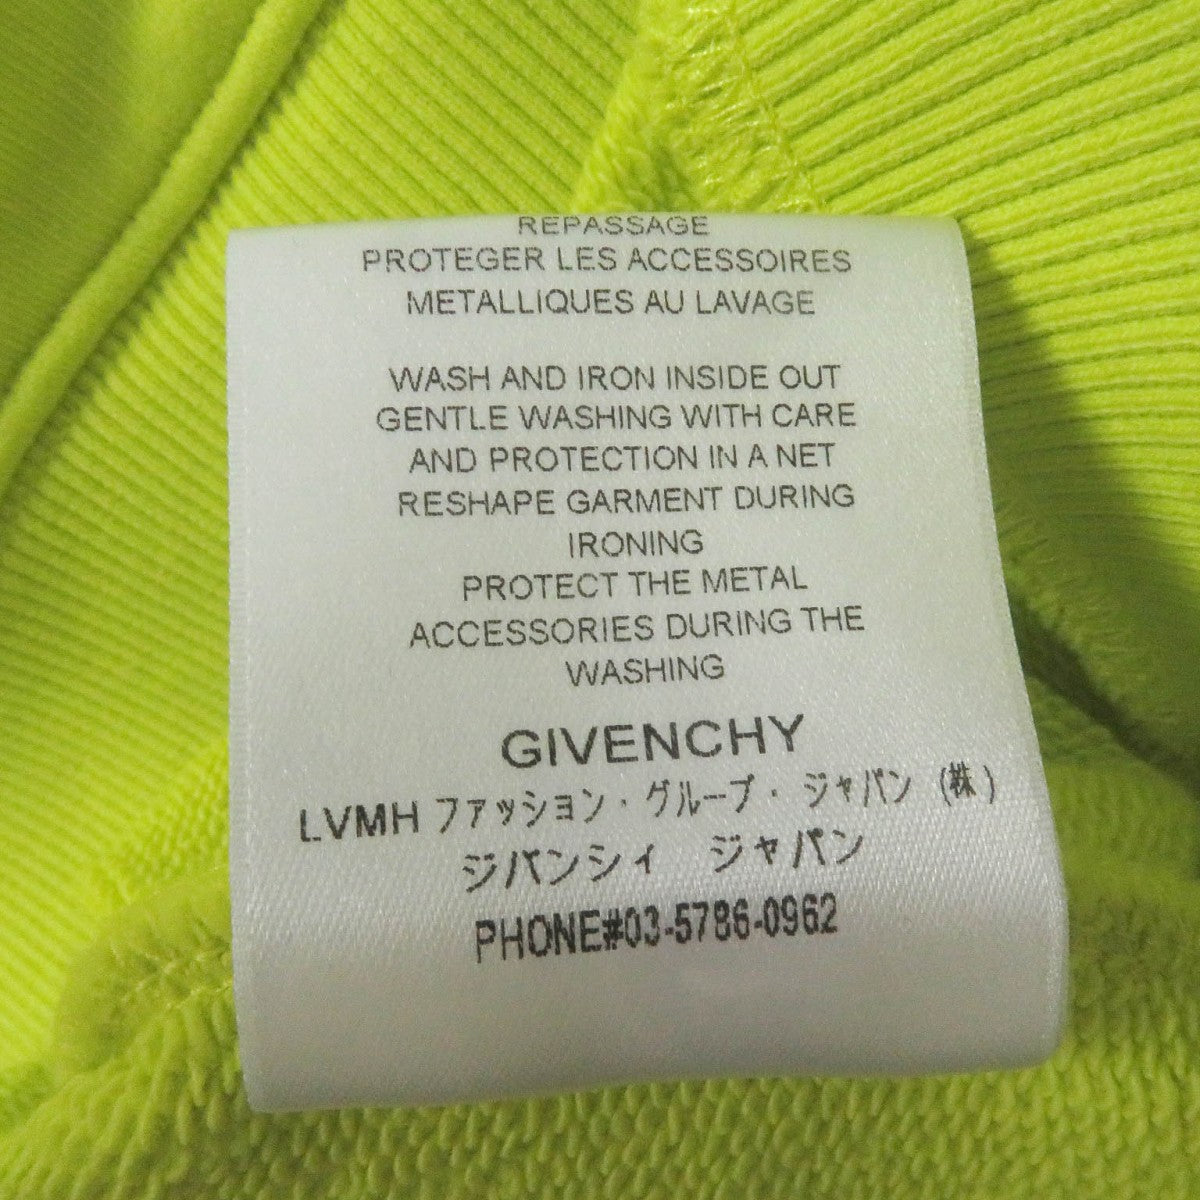 REPASSAGE
PROTEGER LES ACCESSOIRES
METALLIQUES AU LAVAGE
WASH AND IRON INSIDE OUT
GENTLE WASHING WITH CARE
AND PROTECTION IN A NET
RESHAPE GARMENT DURING
IRONING
PROTECT THE METAL
ACCESSORIES DURING THE
WASHING
GIVENCHY
LVMH ファッション・グループ・ジャパン (株)
ジバンシィ ジャパン
PHONE#03-5786-0962